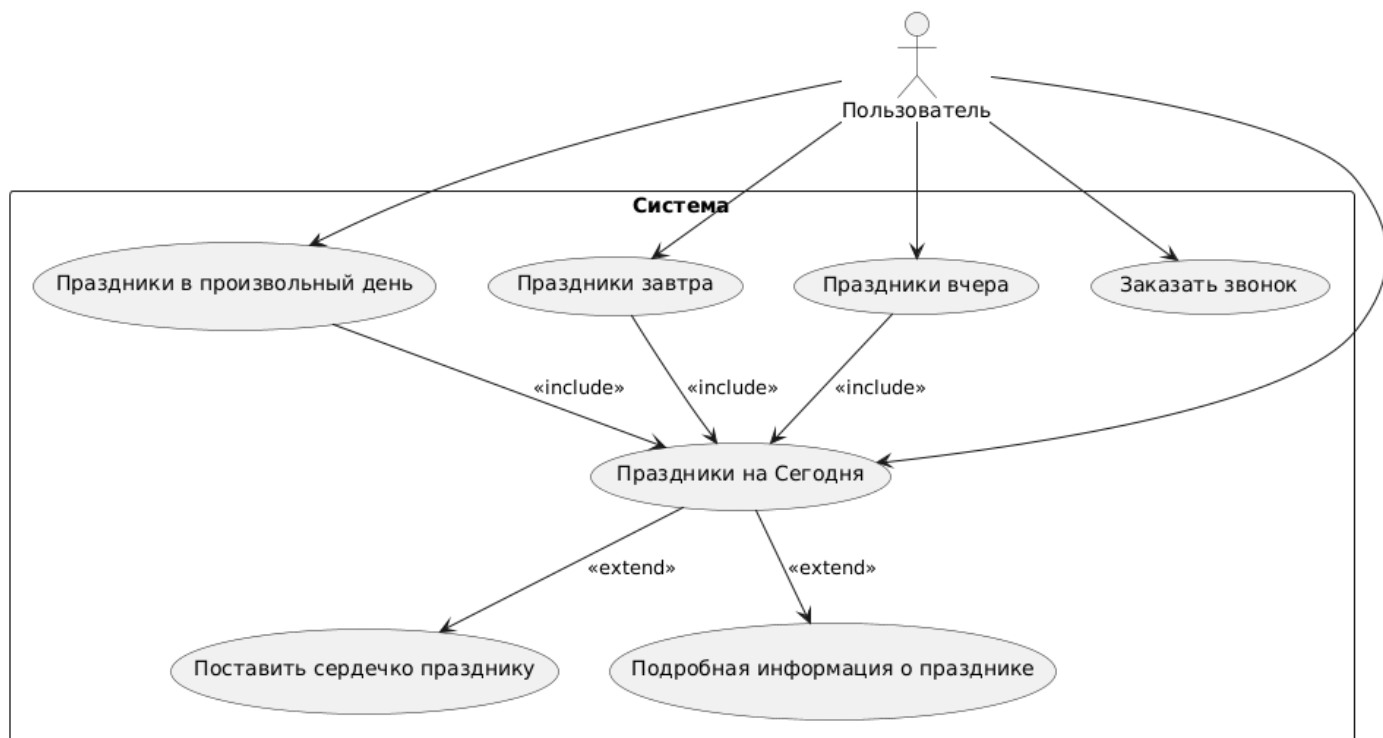 Пользователь
Система
Праздники в произвольный день
Праздники завтра
Праздники вчера
Заказать звонок
«include»
«include»
«include»
Праздники на Сегодня
«extend»
«extend»
Поставить сердечко празднику
Подробная информация о празднике